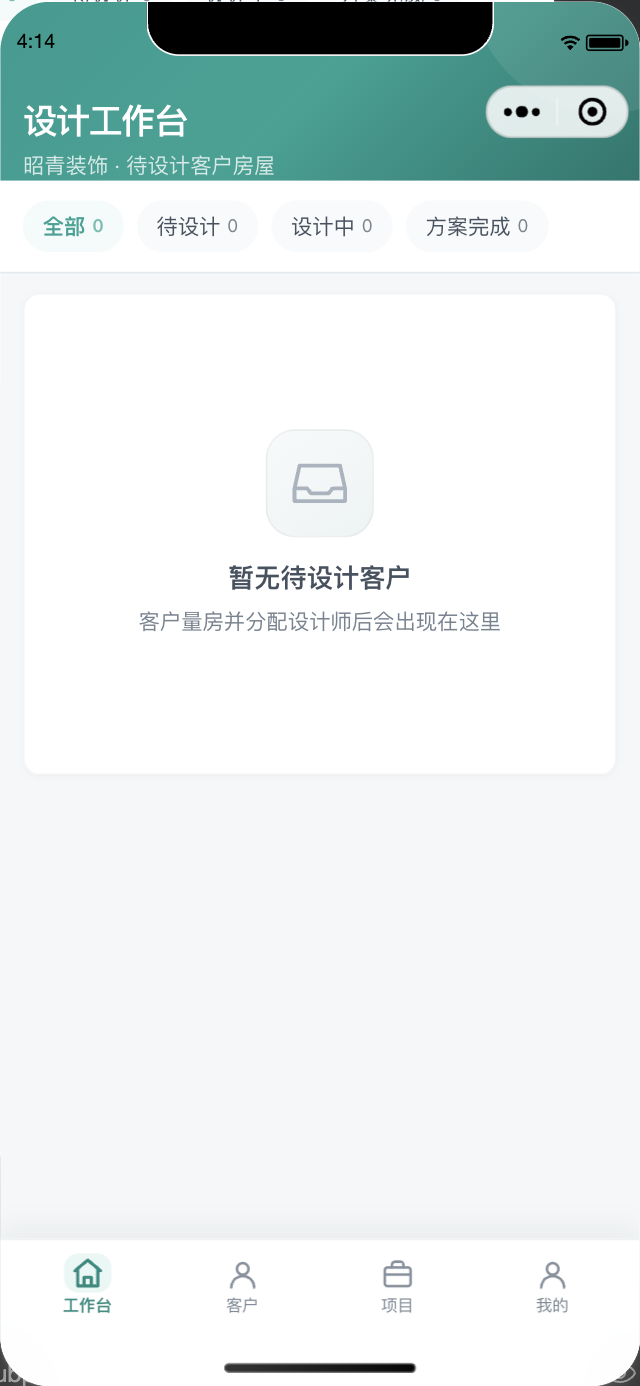 4:14
设计工作台
昭青装饰 · 待设计客户房屋
全部 0 待设计 0 设计中 0 方案完成 0
暂无待设计客户
客户量房并分配设计师后会出现在这里
工作台 客户 项目 我的